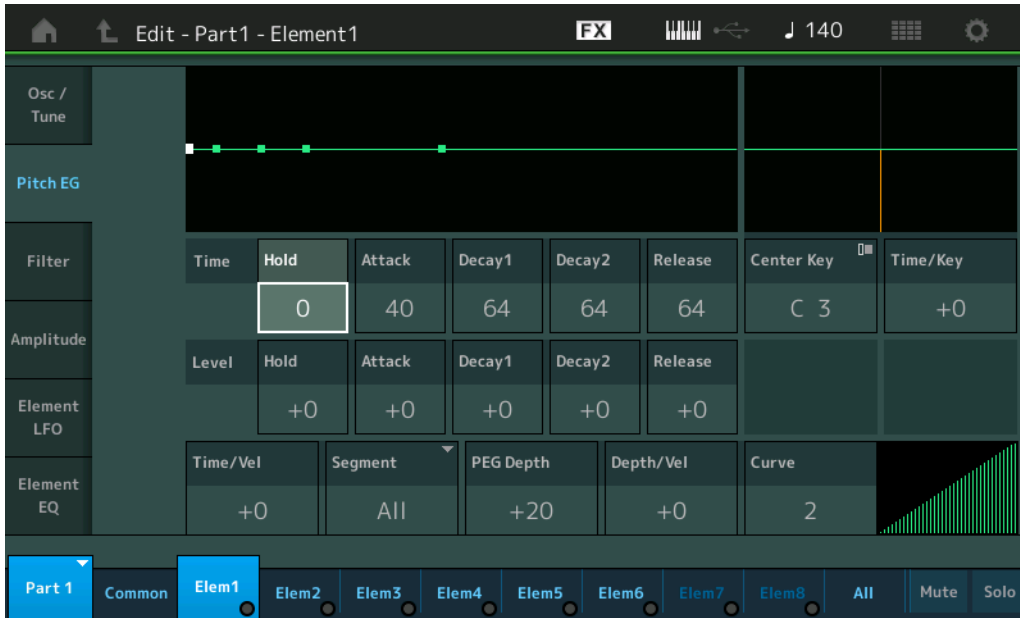 Edit - Part1 - Element1
FX
♩ 140
Osc /
Tune
Pitch EG
Filter
Amplitude
Element
LFO
Element
EQ
Time
Hold
Attack
Decay1
Decay2
Release
Center Key
Time/Key
0
40
64
64
64
C 3
+0
Level
Hold
Attack
Decay1
Decay2
Release
+0
+0
+0
+0
+0
Time/Vel
Segment
PEG Depth
Depth/Vel
Curve
+0
All
+20
+0
2
Part 1
Common
Elem1
Elem2
Elem3
Elem4
Elem5
Elem6
Elem7
Elem8
All
Mute
Solo